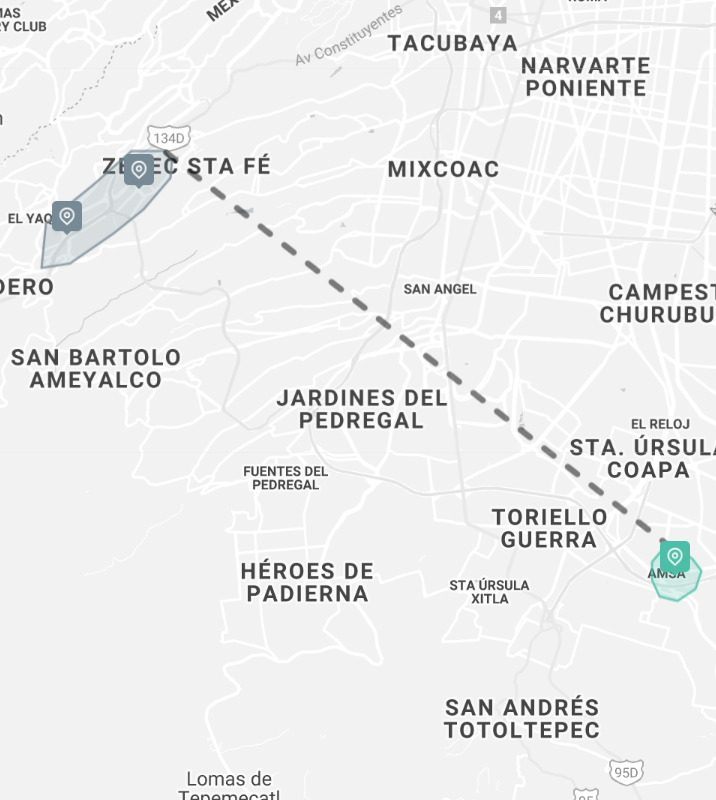 MAS
RY CLUB
MEX
ROMA
4
Av Constituyentes
TACUBAYA
NARVARTE
PONIENTE
134D
STA FÉ
MIXCOAC
EL YAQ
DERO
SAN ANGEL
CAMPEST
CHURUBU
SAN BARTOLO
AMEYALCO
JARDINES DEL
PEDREGAL
EL RELOJ
STA. ÚRSULA
COAPA
FUENTES DEL
PEDREGAL
TORIELLO
GUERRA
AMSA
HÉROES DE
PADIERNA
STA ÚRSULA
XITLA
SAN ANDRÉS
TOTOLTEPEC
95D
Lomas de
Tepemecatl